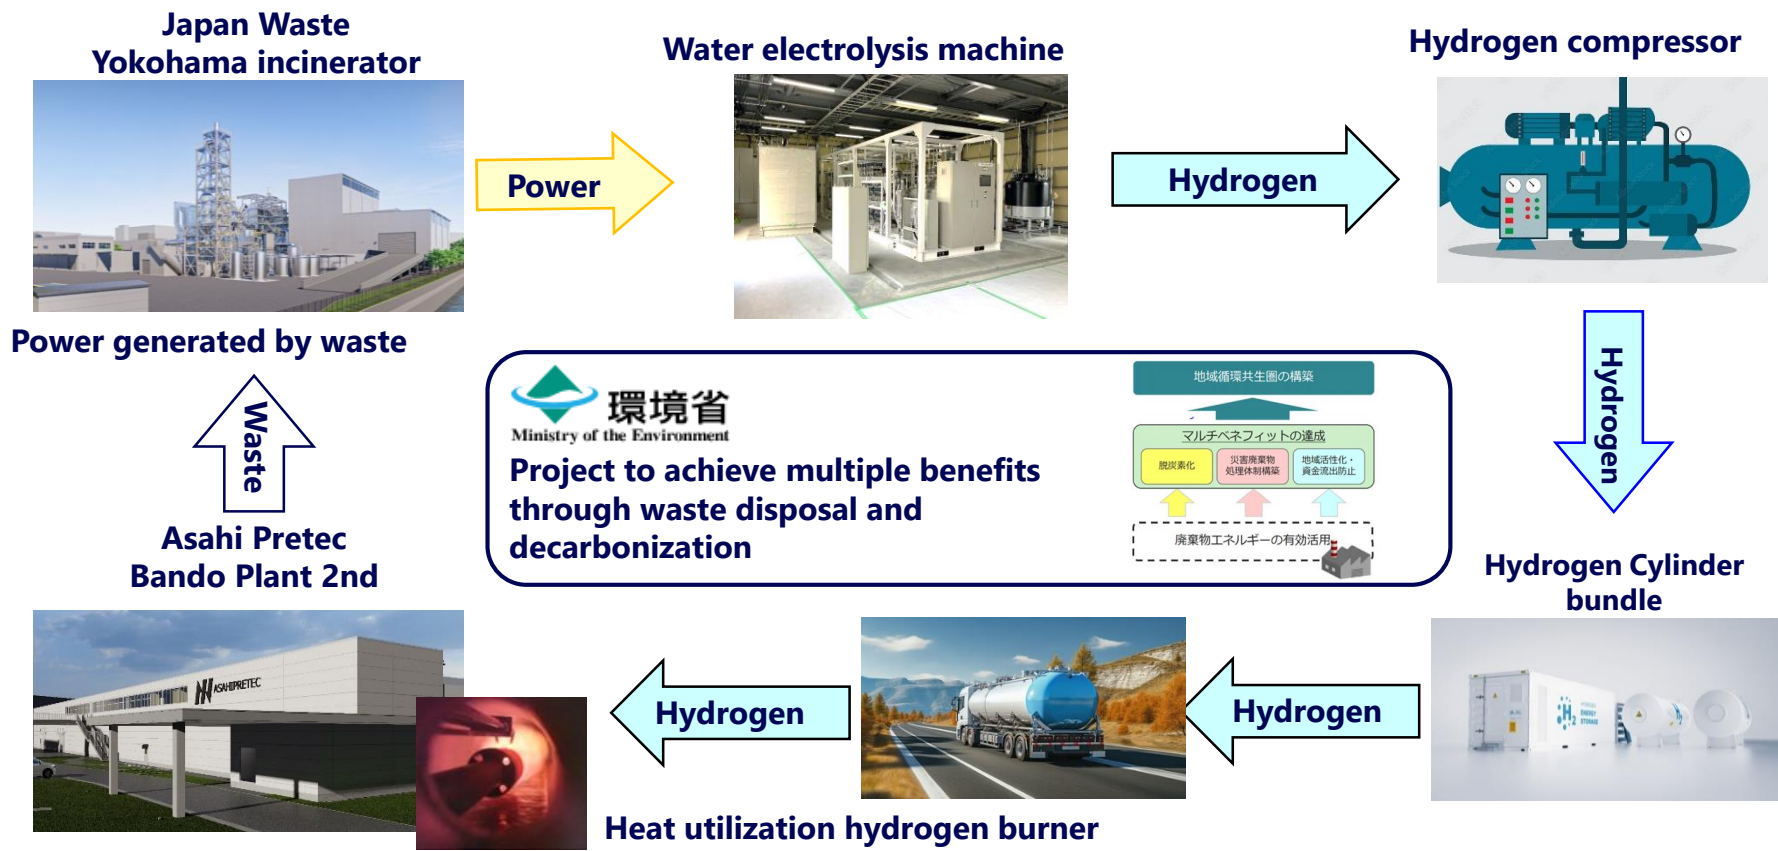 Japan Waste
Yokohama incinerator
Water electrolysis machine
Hydrogen compressor
Power
Hydrogen
Power generated by waste
Hydrogen
Waste
環境省
Ministry of the Environment
Project to achieve multiple benefits
through waste disposal and
decarbonization
地域循環共生圏の構築
マルチベネフィットの達成
脱炭素化
災害廃棄物
処理体制構築
地域活性化・
資金流出防止
廃棄物エネルギーの有効活用
Asahi Pretec
Bando Plant 2nd
Hydrogen Cylinder
bundle
ASAHIPRETEC
Hydrogen
Hydrogen
H2
HYDROGEN
ENERGY
STORAGE
Heat utilization hydrogen burner